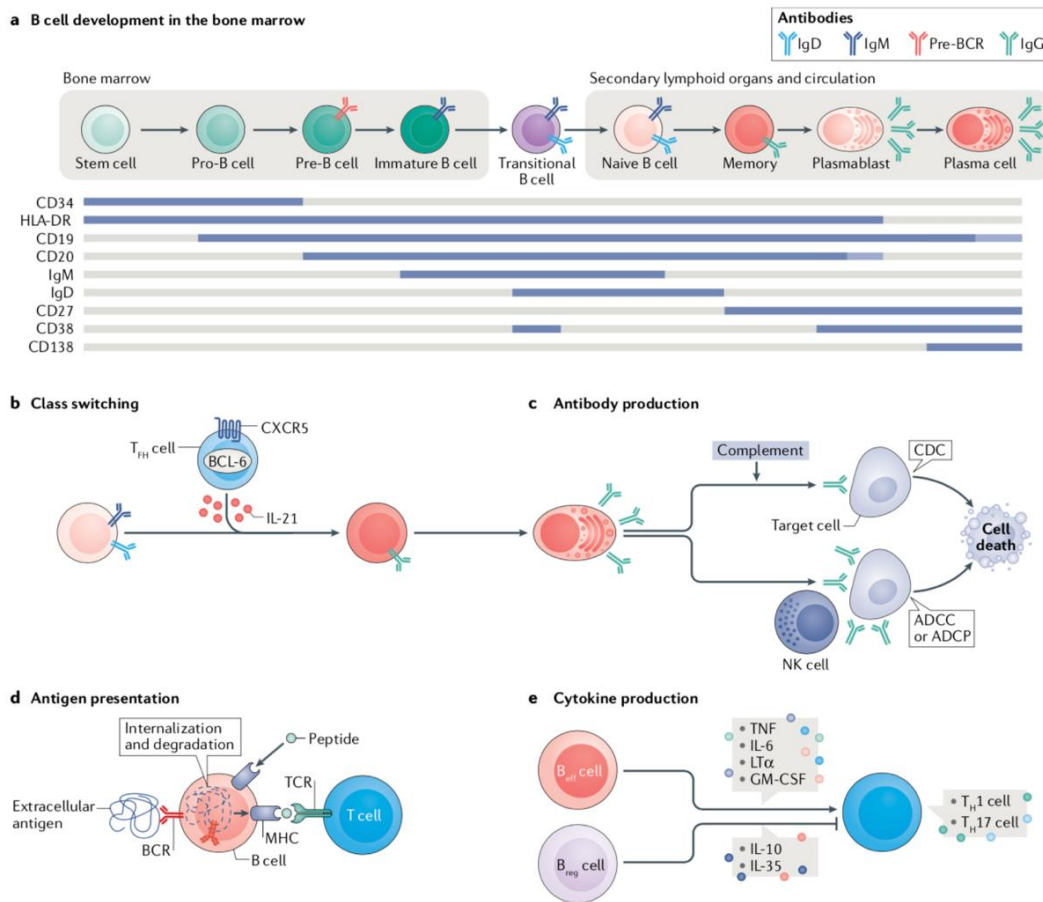 a B cell development in the bone marrow
Antibodies
IgD IgM Pre-BCR IgG
Bone marrow
Secondary lymphoid organs and circulation
Stem cell Pro-B cell Pre-B cell Immature B cell Transitional B cell Naive B cell Memory Plasmablast Plasma cell
CD34
HLA-DR
CD19
CD20
IgM
IgD
CD27
CD38
CD138
b Class switching
CXCR5
TFH cell
BCL-6
IL-21
c Antibody production
Complement
CDC
Target cell
Cell
death
ADCC
or ADCP
NK cell
d Antigen presentation
Internalization
and degradation
Peptide
TCR
Extracellular
antigen
T cell
MHC
BCR
B cell
e Cytokine production
• TNF
• IL-6
• LTα
• GM-CSF
Beff cell
• TH1 cell
• TH17 cell
• IL-10
• IL-35
Breg cell